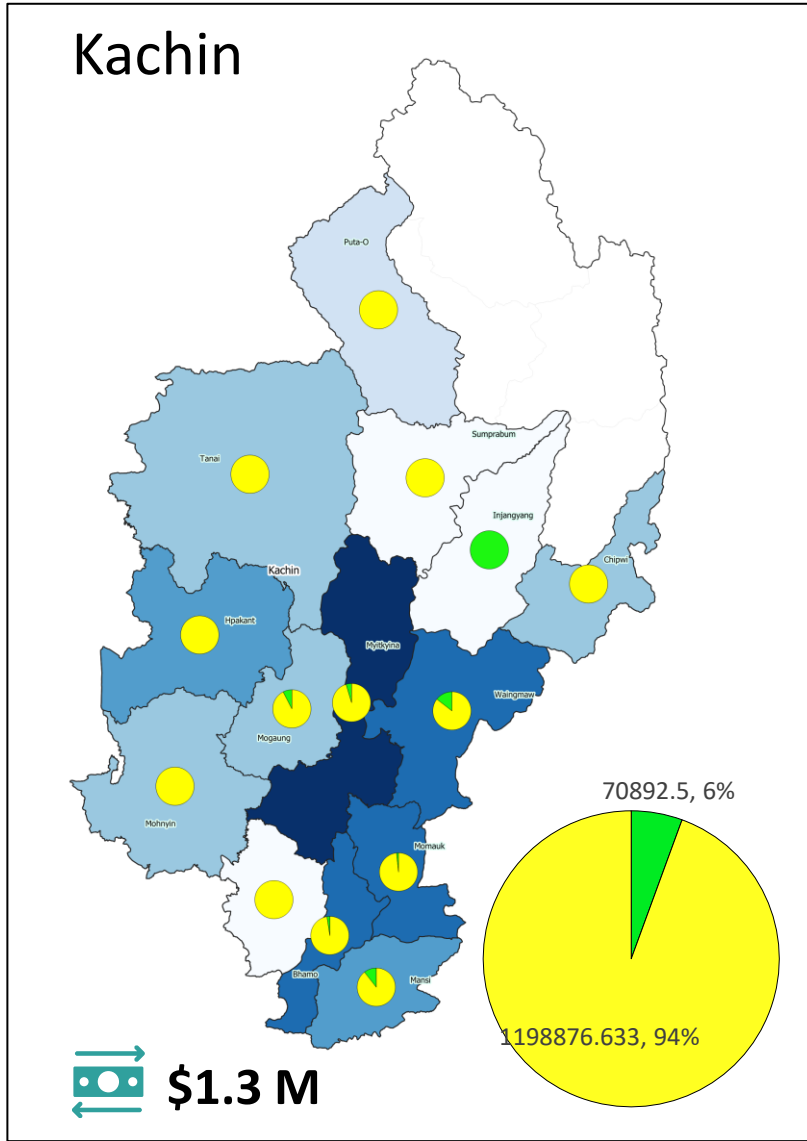 Kachin
Puta-O
Sumprabum
Tanai
Injangyang
Chipwi
Kachin
Hpakant
Myitkyina
Waingmaw
Mogaung
70892.5, 6%
Mohnyin
Momauk
Bhamo
Mansi
1198876.633, 94%
$1.3 M